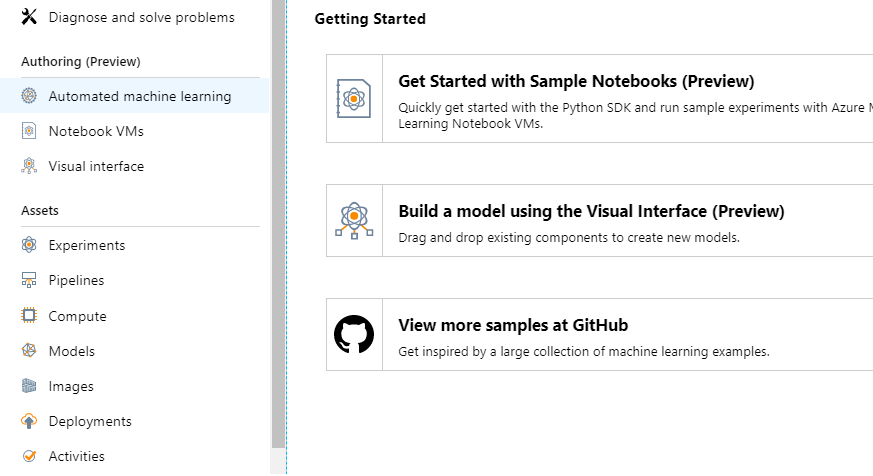 Diagnose and solve problems
Authoring (Preview)
Automated machine learning
Notebook VMs
Visual interface
Assets
Experiments
Pipelines
Compute
Models
Images
Deployments
Activities
Getting Started
Get Started with Sample Notebooks (Preview)
Quickly get started with the Python SDK and run sample experiments with Azure M
Learning Notebook VMs.
Build a model using the Visual Interface (Preview)
Drag and drop existing components to create new models.
View more samples at GitHub
Get inspired by a large collection of machine learning examples.